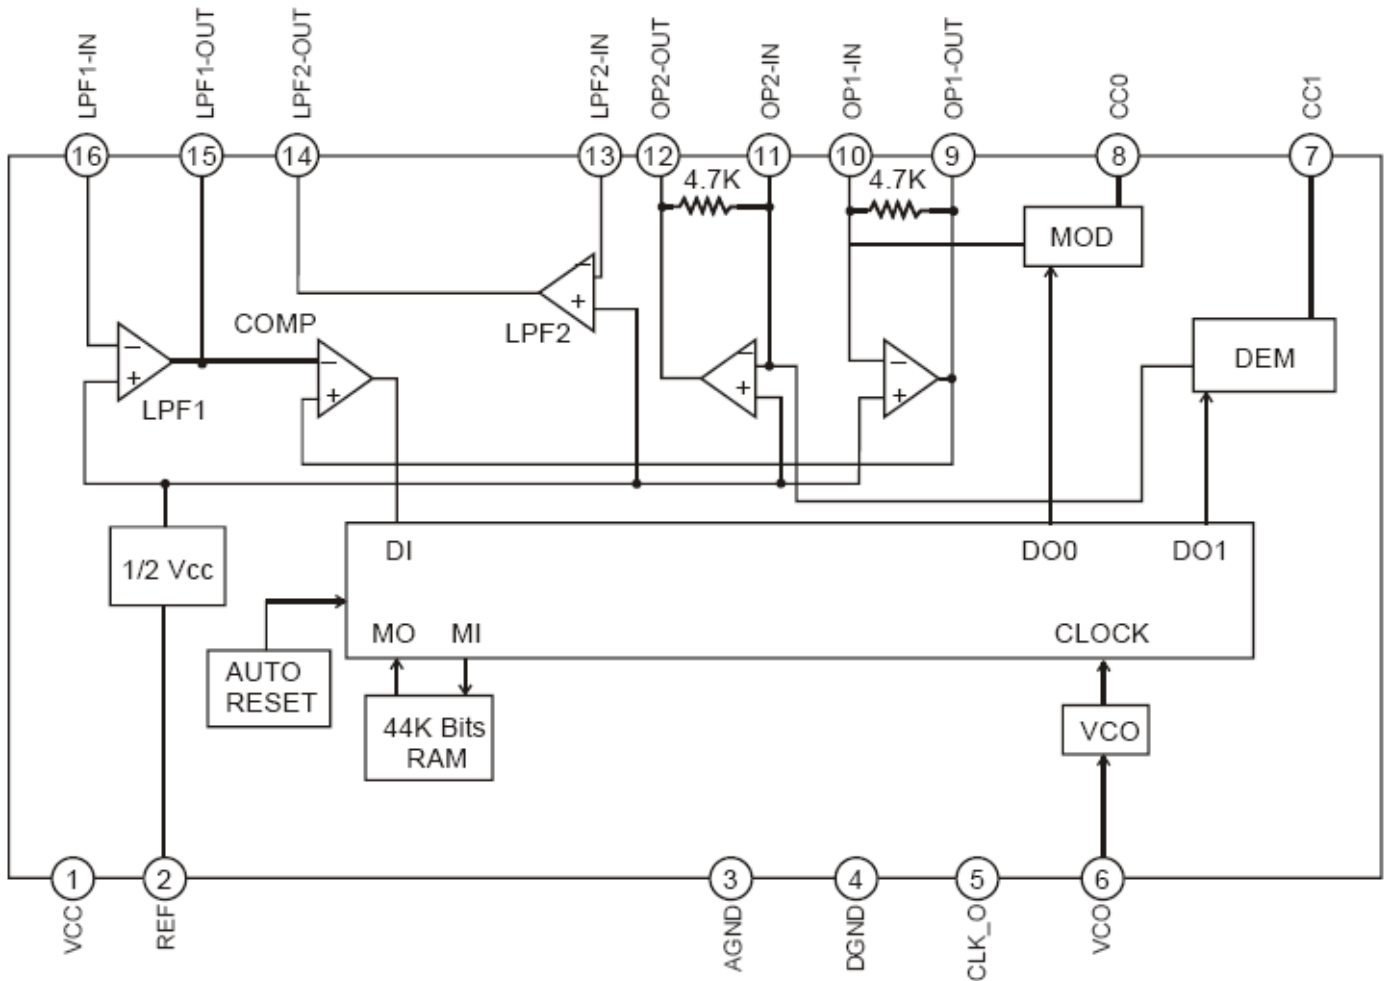 LPF1-IN
LPF1-OUT
LPF2-OUT
LPF2-IN
OP2-OUT
OP2-IN
OP1-IN
OP1-OUT
CC0
CC1
16
15
14
13
12
11
10
9
8
7
4.7K
4.7K
MOD
−
+
LPF2
COMP
−
+
LPF1
−
+
−
+
−
+
DEM
1/2 Vcc
DI
DO0
DO1
MO
MI
CLOCK
AUTO
RESET
44K Bits
RAM
VCO
1
2
3
4
5
6
VCC
REF
AGND
DGND
CLK_O
VCO